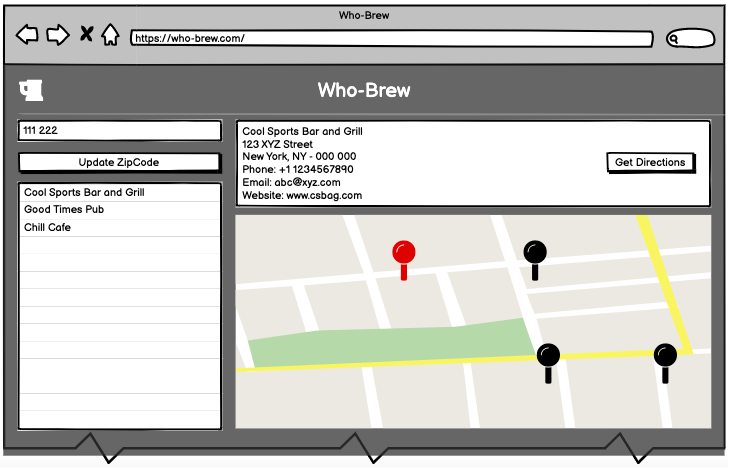 Who-Brew
https://who-brew.com/
Who-Brew
111 222
Update ZipCode
Cool Sports Bar and Grill
Good Times Pub
Chill Cafe
Cool Sports Bar and Grill
123 XYZ Street
New York, NY - 000 000
Phone: +1 1234567890
Email: abc@xyz.com
Website: www.csbag.com
Get Directions